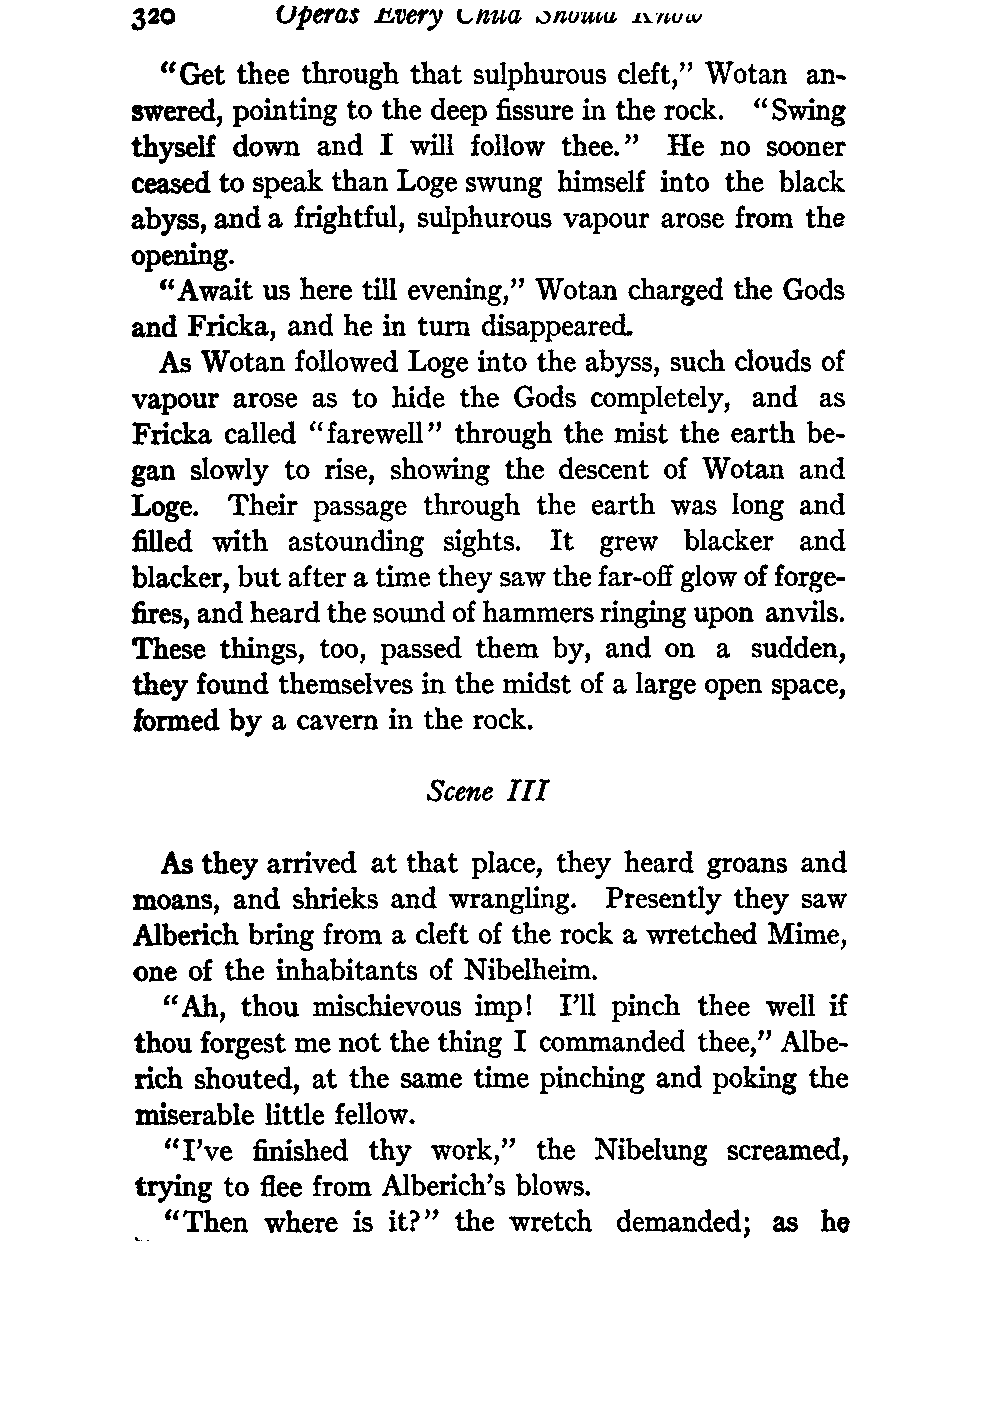 320 Operas Every Child Should Know
"Get thee through that sulphurous cleft," Wotan an-
swered, pointing to the deep fissure in the rock. "Swing
thyself down and I will follow thee." He no sooner
ceased to speak than Loge swung himself into the black
abyss, and a frightful, sulphurous vapour arose from the
opening.
"Await us here till evening," Wotan charged the Gods
and Fricka, and he in turn disappeared.
As Wotan followed Loge into the abyss, such clouds of
vapour arose as to hide the Gods completely, and as
Fricka called "farewell" through the mist the earth be-
gan slowly to rise, showing the descent of Wotan and
Loge. Their passage through the earth was long and
filled with astounding sights. It grew blacker and
blacker, but after a time they saw the far-off glow of forge-
fires, and heard the sound of hammers ringing upon anvils.
These things, too, passed them by, and on a sudden,
they found themselves in the midst of a large open space,
formed by a cavern in the rock.
Scene III
As they arrived at that place, they heard groans and
moans, and shrieks and wrangling. Presently they saw
Alberich bring from a cleft of the rock a wretched Mime,
one of the inhabitants of Nibelheim.
"Ah, thou mischievous imp! I'll pinch thee well if
thou forgest me not the thing I commanded thee," Albe-
rich shouted, at the same time pinching and poking the
miserable little fellow.
"I've finished thy work," the Nibelung screamed,
trying to flee from Alberich's blows.
"Then where is it?" the wretch demanded; as he